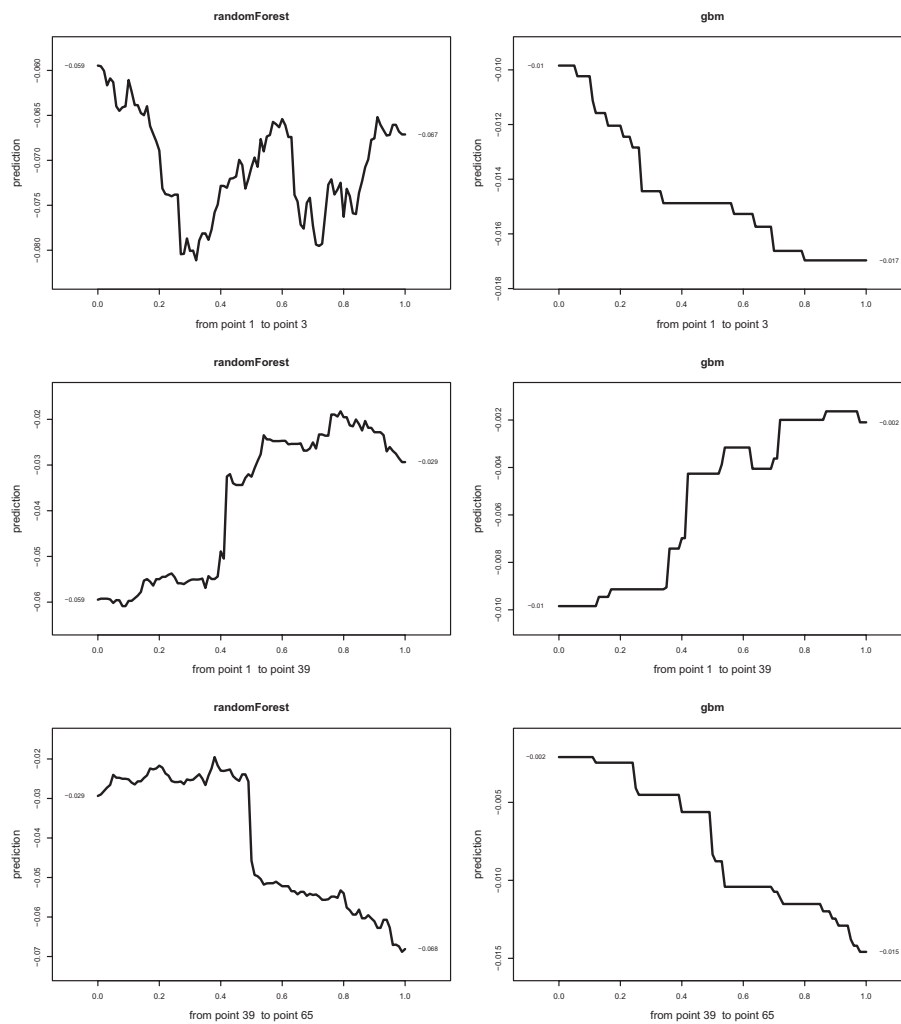 randomForest
prediction
−0.060
−0.065
−0.070
−0.075
−0.080
−0.059
−0.067
0.0 0.2 0.4 0.6 0.8 1.0
from point 1 to point 3
gbm
prediction
−0.010
−0.012
−0.014
−0.016
−0.018
−0.01
−0.017
0.0 0.2 0.4 0.6 0.8 1.0
from point 1 to point 3
randomForest
prediction
−0.02
−0.03
−0.04
−0.05
−0.06
−0.059
−0.029
0.0 0.2 0.4 0.6 0.8 1.0
from point 1 to point 39
gbm
prediction
−0.002
−0.004
−0.006
−0.008
−0.010
−0.01
−0.002
0.0 0.2 0.4 0.6 0.8 1.0
from point 1 to point 39
randomForest
prediction
−0.02
−0.03
−0.04
−0.05
−0.06
−0.07
−0.029
−0.068
0.0 0.2 0.4 0.6 0.8 1.0
from point 39 to point 65
gbm
prediction
−0.005
−0.010
−0.015
−0.002
−0.015
0.0 0.2 0.4 0.6 0.8 1.0
from point 39 to point 65